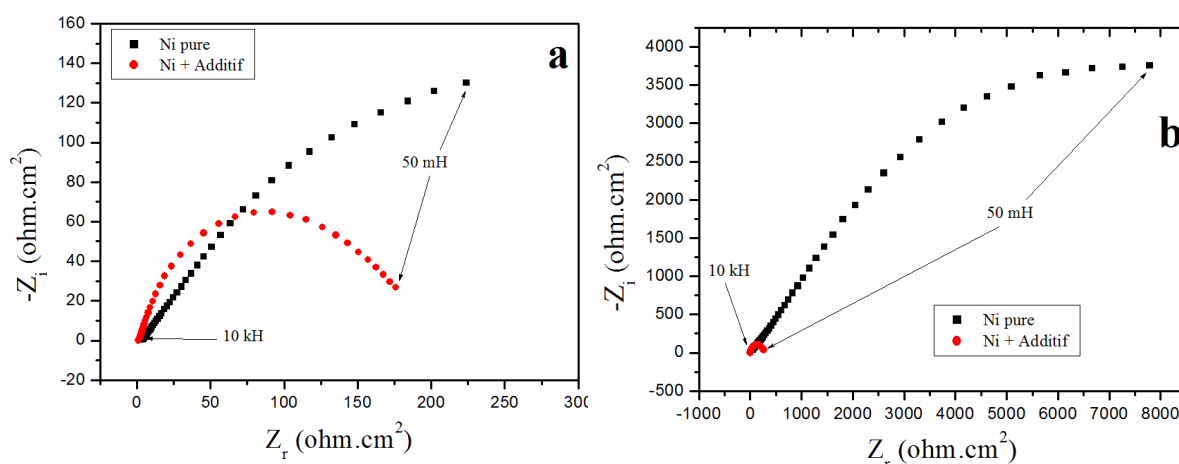 160
140
120
100
80
60
40
20
0
-20
-Zi (ohm.cm2)
Ni pure
Ni + Additif
a
50 mH
10 kH
0
50
100
150
200
250
300
Zr (ohm.cm2)
4000
3500
3000
2500
2000
1500
1000
500
0
-500
-Zi (ohm.cm2)
b
50 mH
10 kH
Ni pure
Ni + Additif
-1000
0
1000
2000
3000
4000
5000
6000
7000
8000
Zr (ohm.cm2)